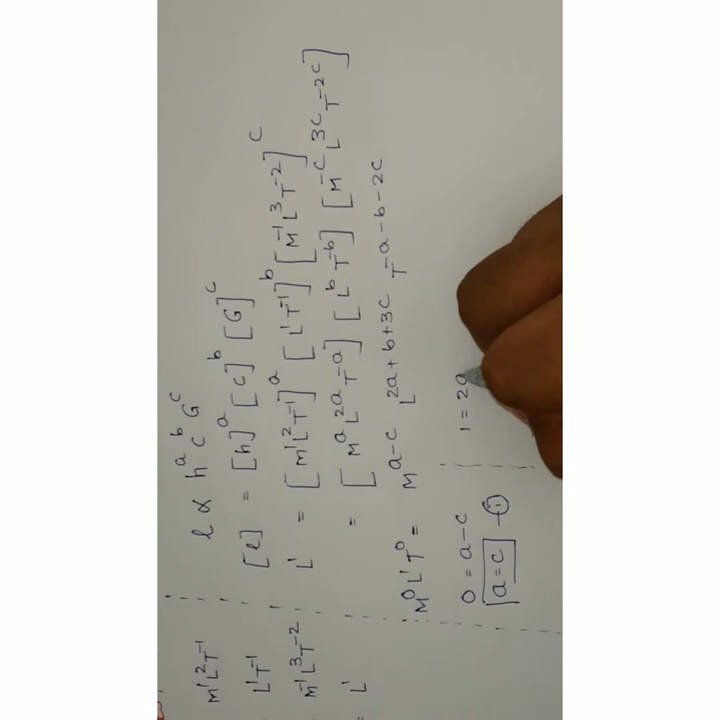 M¹L²T⁻¹
L¹T⁻¹
M⁻¹L³T⁻²
= L¹
l ∝ hᵃ cᵇ Gᶜ
[l] = [h]ᵃ [c]ᵇ [G]ᶜ
L¹ = [M¹L²T⁻¹]ᵃ [L¹T⁻¹]ᵇ [M⁻¹L³T⁻²]ᶜ
= [Mᵃ L²ᵃ T⁻ᵃ] [Lᵇ T⁻ᵇ] [M⁻ᶜ L³ᶜ T⁻²ᶜ]
M⁰L¹T⁰ = Mᵃ⁻ᶜ L²ᵃ⁺ᵇ⁺³ᶜ T⁻ᵃ⁻ᵇ⁻²ᶜ
0 = a-c
a=c -①
1 = 2a